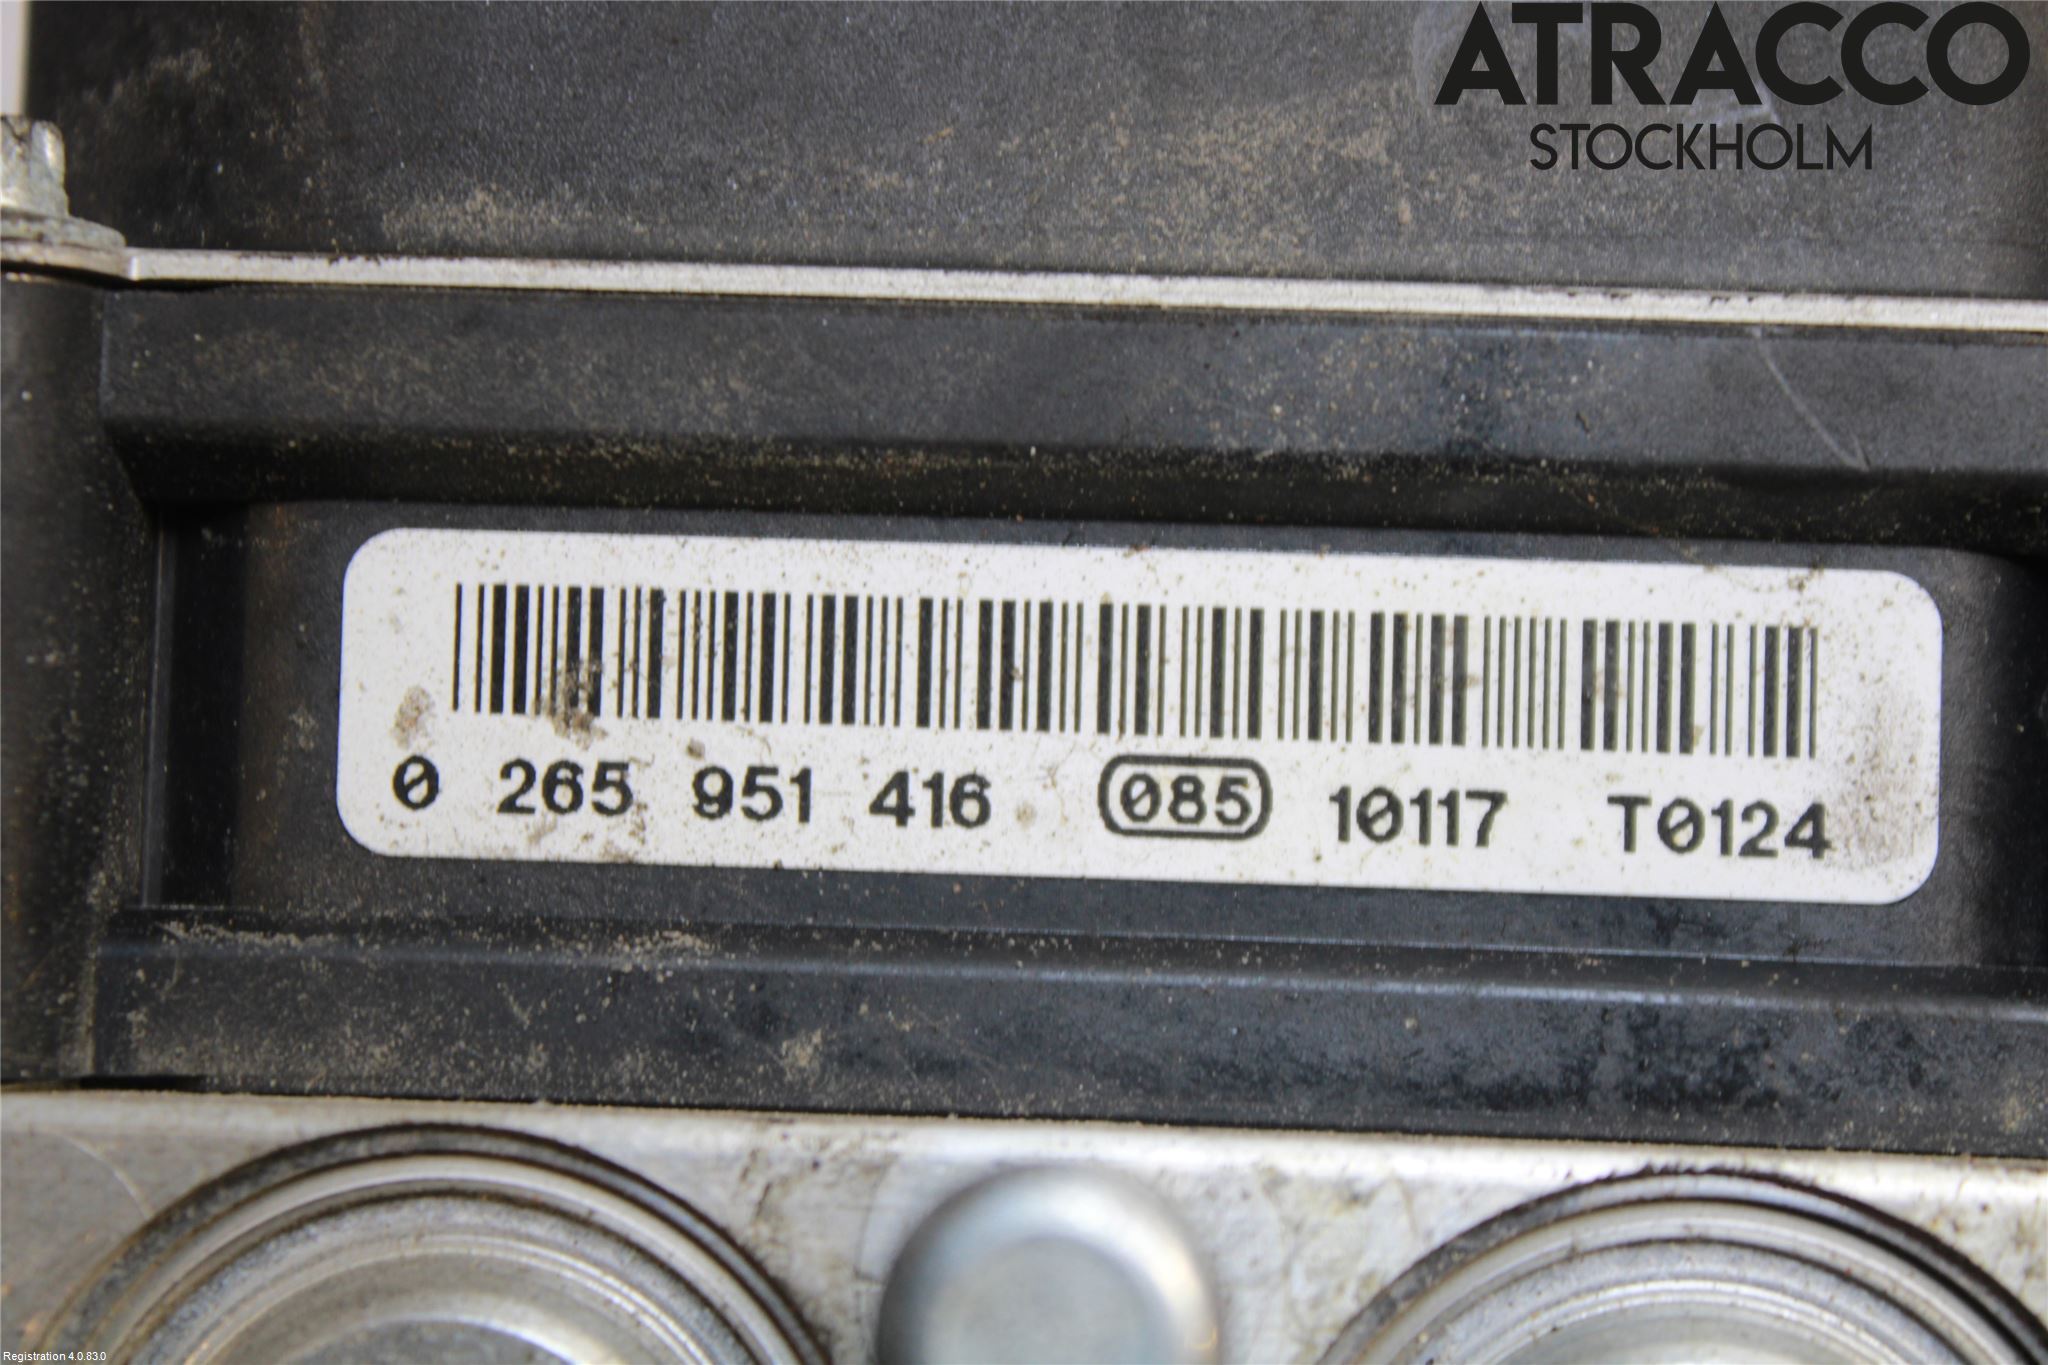 ATRACCO
STOCKHOLM
0 265 951 416 085 10117 T0124
Registration 4.0.83.0